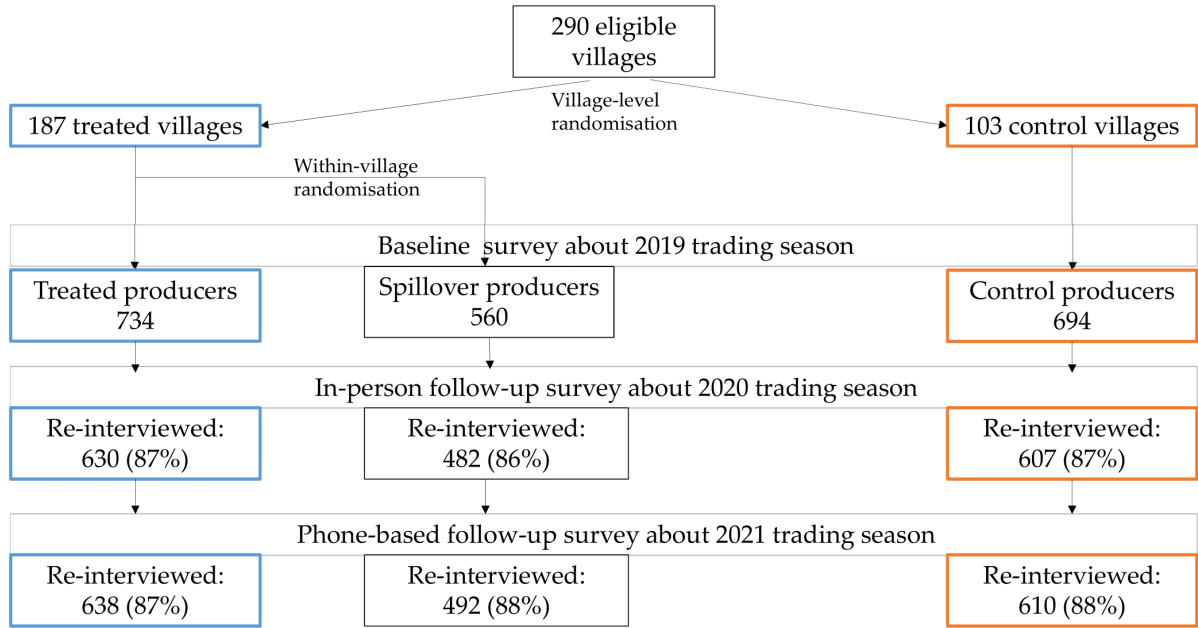 290 eligible
villages
Village-level
randomisation
187 treated villages
103 control villages
Within-village
randomisation
Baseline survey about 2019 trading season
Treated producers
734
Spillover producers
560
Control producers
694
In-person follow-up survey about 2020 trading season
Re-interviewed:
630 (87%)
Re-interviewed:
482 (86%)
Re-interviewed:
607 (87%)
Phone-based follow-up survey about 2021 trading season
Re-interviewed:
638 (87%)
Re-interviewed:
492 (88%)
Re-interviewed:
610 (88%)